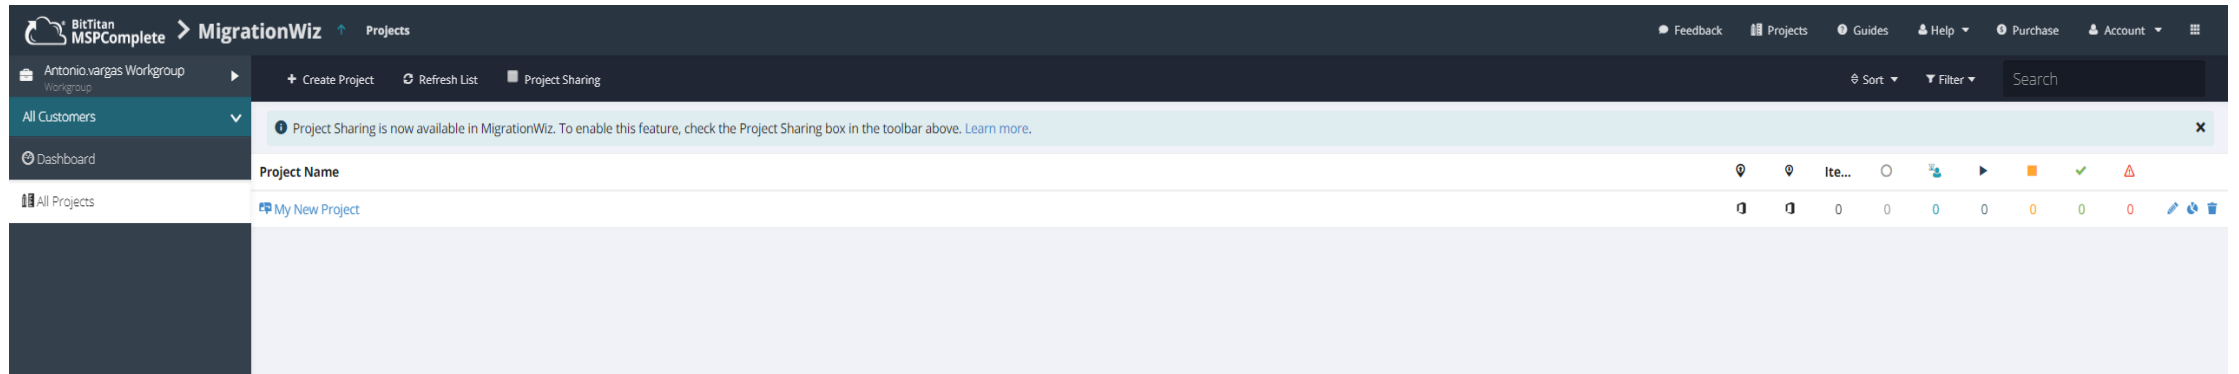 BitTitan
MSPComplete
MigrationWiz
Projects
Feedback
Projects
Guides
Help
Purchase
Account
Antonio.vargas Workgroup
Workgroup
+ Create Project
Refresh List
Project Sharing
Sort
Filter
Search
All Customers
Project Sharing is now available in MigrationWiz. To enable this feature, check the Project Sharing box in the toolbar above. Learn more.
Dashboard
Project Name
Ite...
All Projects
My New Project
0 0 0 0 0 0 0